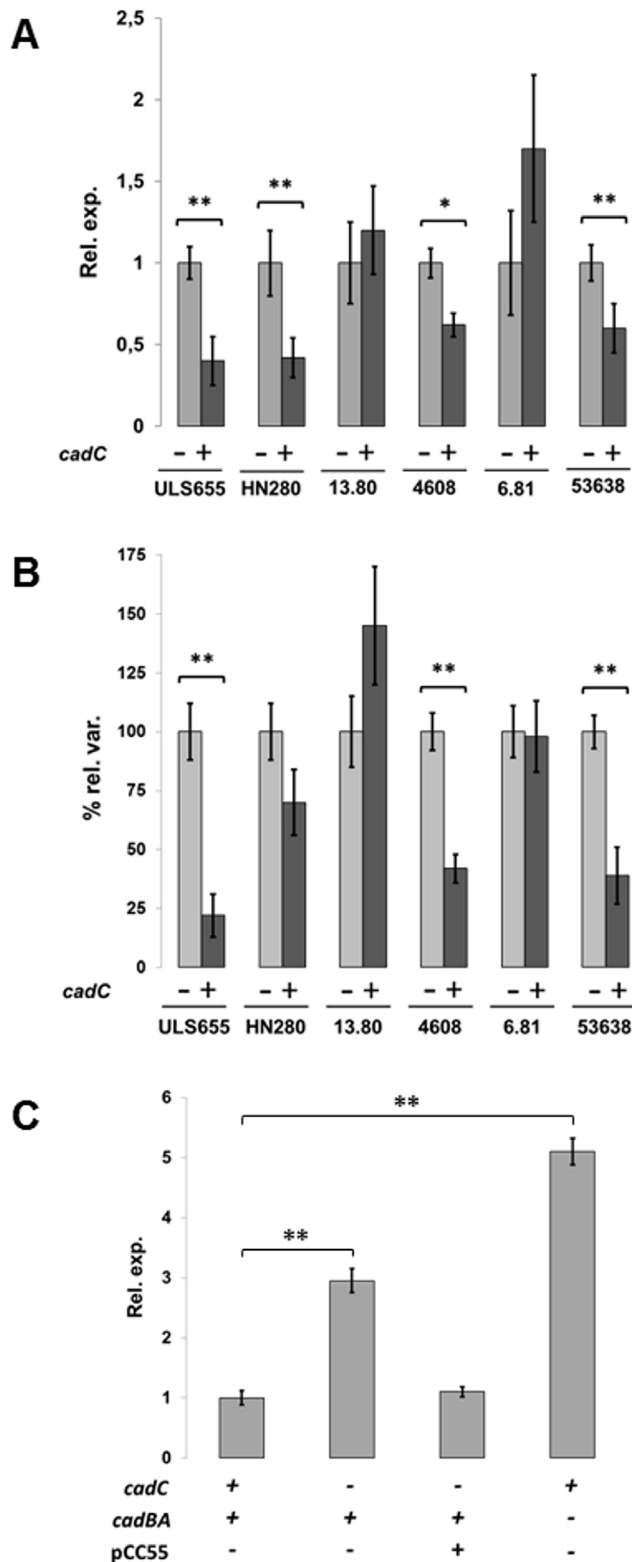 A
Rel. exp.
2,5
2
1,5
1
0,5
0
** ** * **
cadC - + - + - + - + - + - +
ULS655 HN280 13.80 4608 6.81 53638
B
% rel. var.
175
150
125
100
75
50
25
0
** ** **
cadC - + - + - + - + - + - +
ULS655 HN280 13.80 4608 6.81 53638
C
Rel. exp.
6
5
4
3
2
1
0
**
**
cadC + - - +
cadBA + + + -
pCC55 - - + -